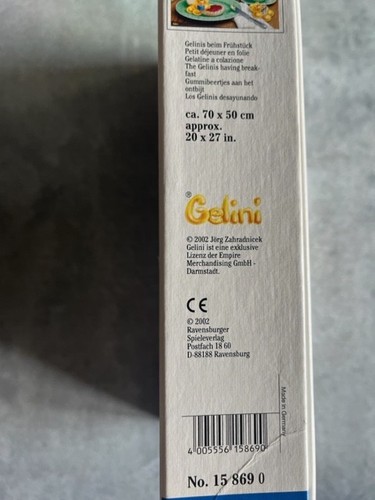 Gelinis beim Frühstück
Petit déjeuner en folie
Gelatine a colazione
The Gelinis having break-
fast
Gummibeertjes aan het
ontbijt
Los Gelinis desayunando
ca. 70 x 50 cm
approx.
20 x 27 in.
® Gelini
© 2002 Jörg Zahradnicek
Gelini ist eine exklusive
Lizenz der Empire
Merchandising GmbH -
Darmstadt.
CE
© 2002
Ravensburger
Spieleverlag
Postfach 18 60
D-88188 Ravensburg
Made in Germany
4 005556 158690
No. 15 869 0